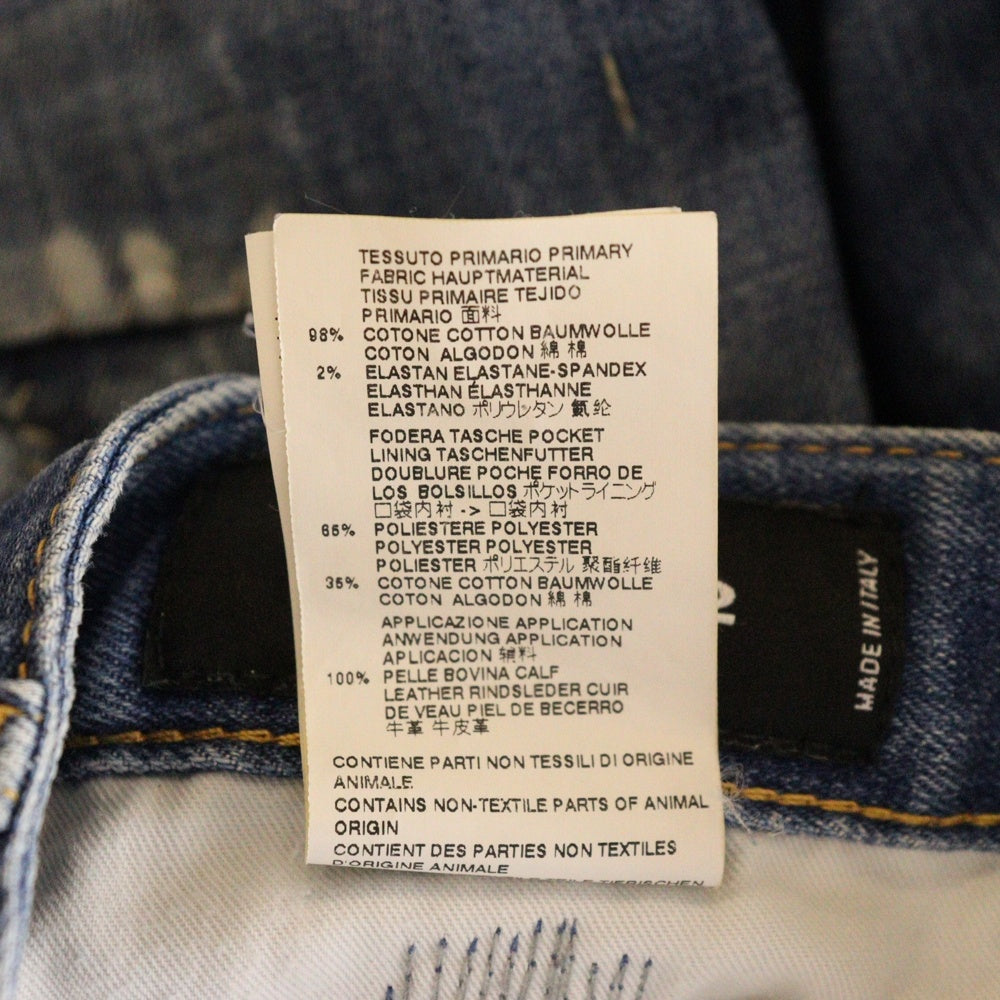 TESSUTO PRIMARIO PRIMARY
FABRIC HAUPTMATERIAL
TISSU PRIMAIRE TEJIDO
PRIMARIO 面料
98% COTONE COTTON BAUMWOLLE
COTON ALGODON 綿 棉
2% ELASTAN ELASTANE-SPANDEX
ELASTHAN ÉLASTHANNE
ELASTANO ポリウレタン 氨纶
FODERA TASCHE POCKET
LINING TASCHENFUTTER
DOUBLURE POCHE FORRO DE
LOS BOLSILLOS ポケットライニング
口袋内衬 -> 口袋内衬
65% POLIESTERE POLYESTER
POLYESTER POLYESTER
POLIESTER ポリエステル 聚酯纤维
35% COTONE COTTON BAUMWOLLE
COTON ALGODON 綿 棉
APPLICAZIONE APPLICATION
ANWENDUNG APPLICATION
APLICACION 辅料
100% PELLE BOVINA CALF
LEATHER RINDSLEDER CUIR
DE VEAU PIEL DE BECERRO
牛革 牛皮革
CONTIENE PARTI NON TESSILI DI ORIGINE
ANIMALE
CONTAINS NON-TEXTILE PARTS OF ANIMAL
ORIGIN
CONTIENT DES PARTIES NON TEXTILES
D'ORIGINE ANIMALE
TIERISCHEN
MADE IN ITALY